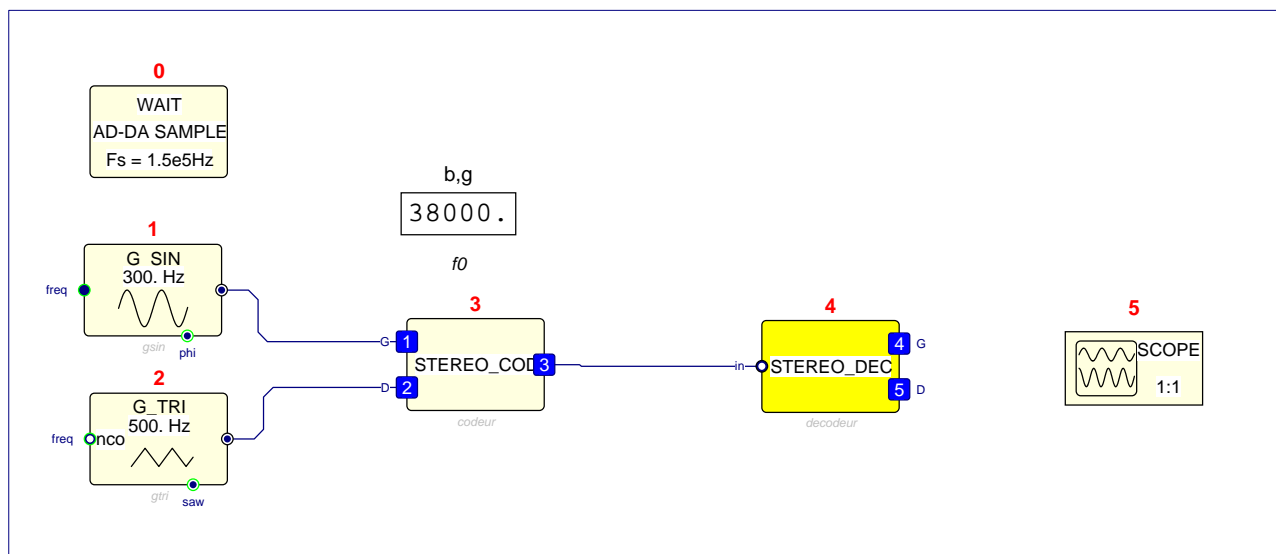 0
WAIT
AD-DA SAMPLE
Fs = 1.5e5Hz
b,g
38000.
f0
1
G_SIN
300. Hz
freq
gsin
phi
2
G_TRI
500. Hz
freq
nco
gtri
saw
3
G
1
STEREO_COD
3
D
2
codeur
4
in
STEREO_DEC
4
G
5
D
decodeur
5
SCOPE
1:1